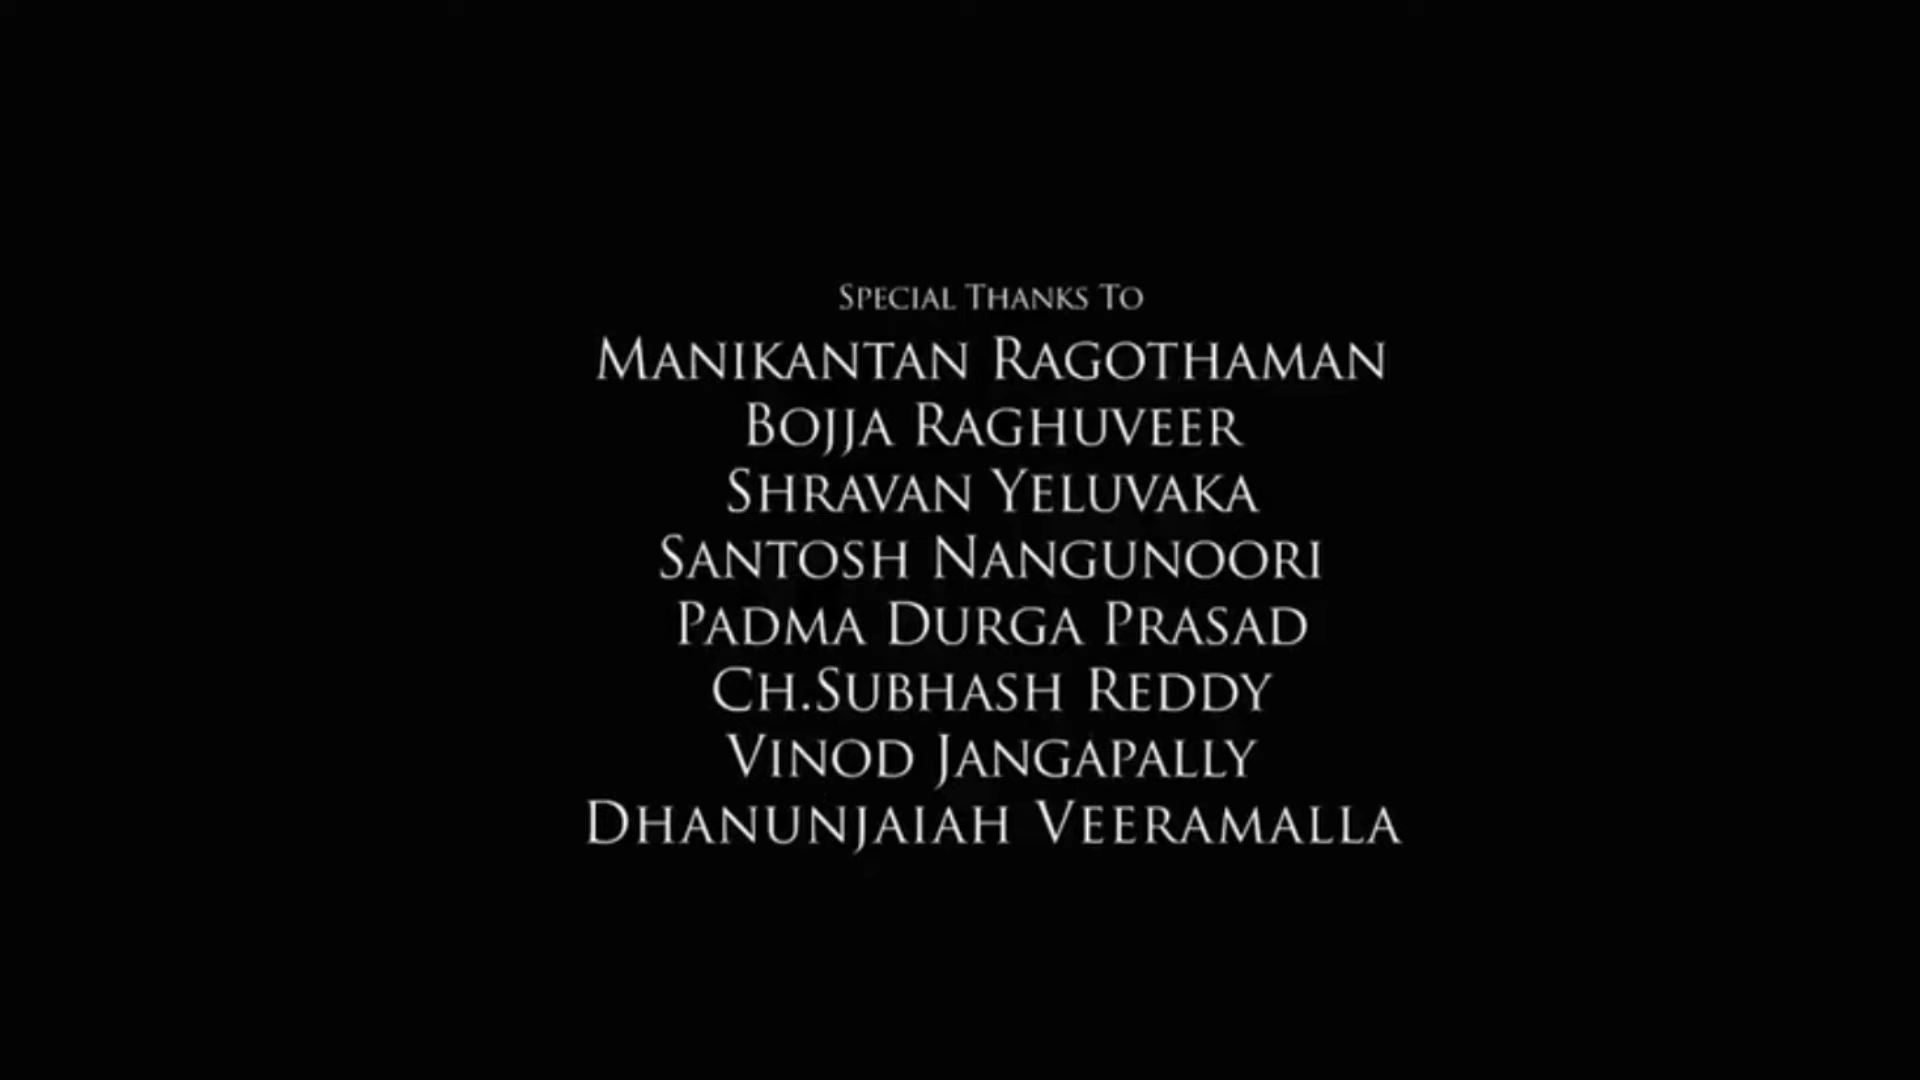 Special Thanks To
Manikantan Ragothaman
Bojja Raghuveer
Shravan Yeluvaka
Santosh Nangunoori
Padma Durga Prasad
Ch.Subhash Reddy
Vinod Jangapally
Dhanunjaiah Veeramalla